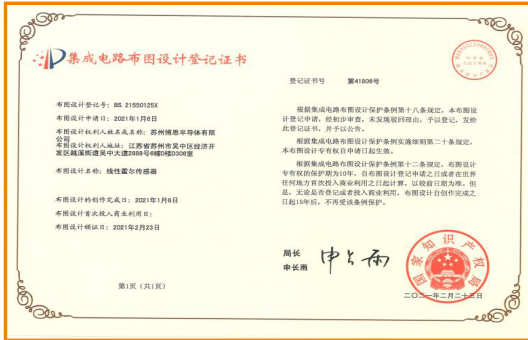 集成电路布图设计登记证书
布图设计登记号：BS. 21550125X
布图设计申请日：2021年1月6日
布图设计权利人姓名或名称：苏州博思半导体有限
公司
布图设计权利人地址：江苏省苏州市吴中区经济开
发区越溪街道吴中大道2888号6幢D楼D306室
布图设计名称：线性霍尔传感器
布图设计的创作完成日：2021年1月6日
布图设计首次投入商业利用日：
布图设计颁证日：2021年2月23日
第1页（共1页）
登记证书号 第41806号
根据集成电路布图设计保护条例第十八条规定，本布图设
计登记申请，经初步审查，未发现驳回理由，予以登记，发给
此登记证书，并予以公告。
根据集成电路布图设计保护条例实施细则第二十条规定，
本布图设计专有权自申请日起生效。
根据集成电路布图设计保护条例第十二条规定，布图设计
专有权的保护期为10年，自布图设计登记申请之日或者在世界
任何地方首次投入商业利用之日起计算，以较前日期为准。但
是，无论是否登记或者投入商业利用，布图设计自创作完成之
日起15年后，不再受该条例保护。
局长
申长雨
申长雨
国家知识产权局
二〇二一年二月二十三日